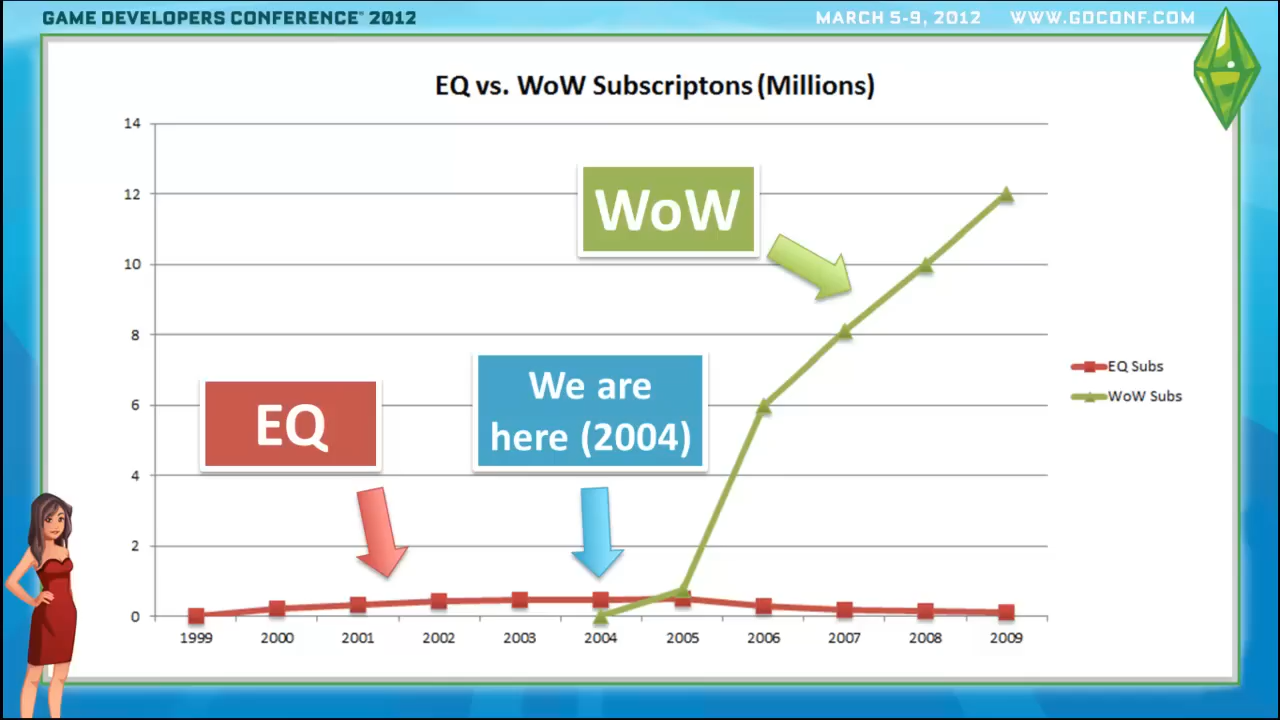 GAME DEVELOPERS CONFERENCE® 2012
MARCH 5-9, 2012 WWW.GDCONF.COM
EQ vs. WoW Subscriptons (Millions)
14
12
10
8
6
4
2
0
WoW
We are
here (2004)
EQ
EQ Subs
WoW Subs
1999 2000 2001 2002 2003 2004 2005 2006 2007 2008 2009